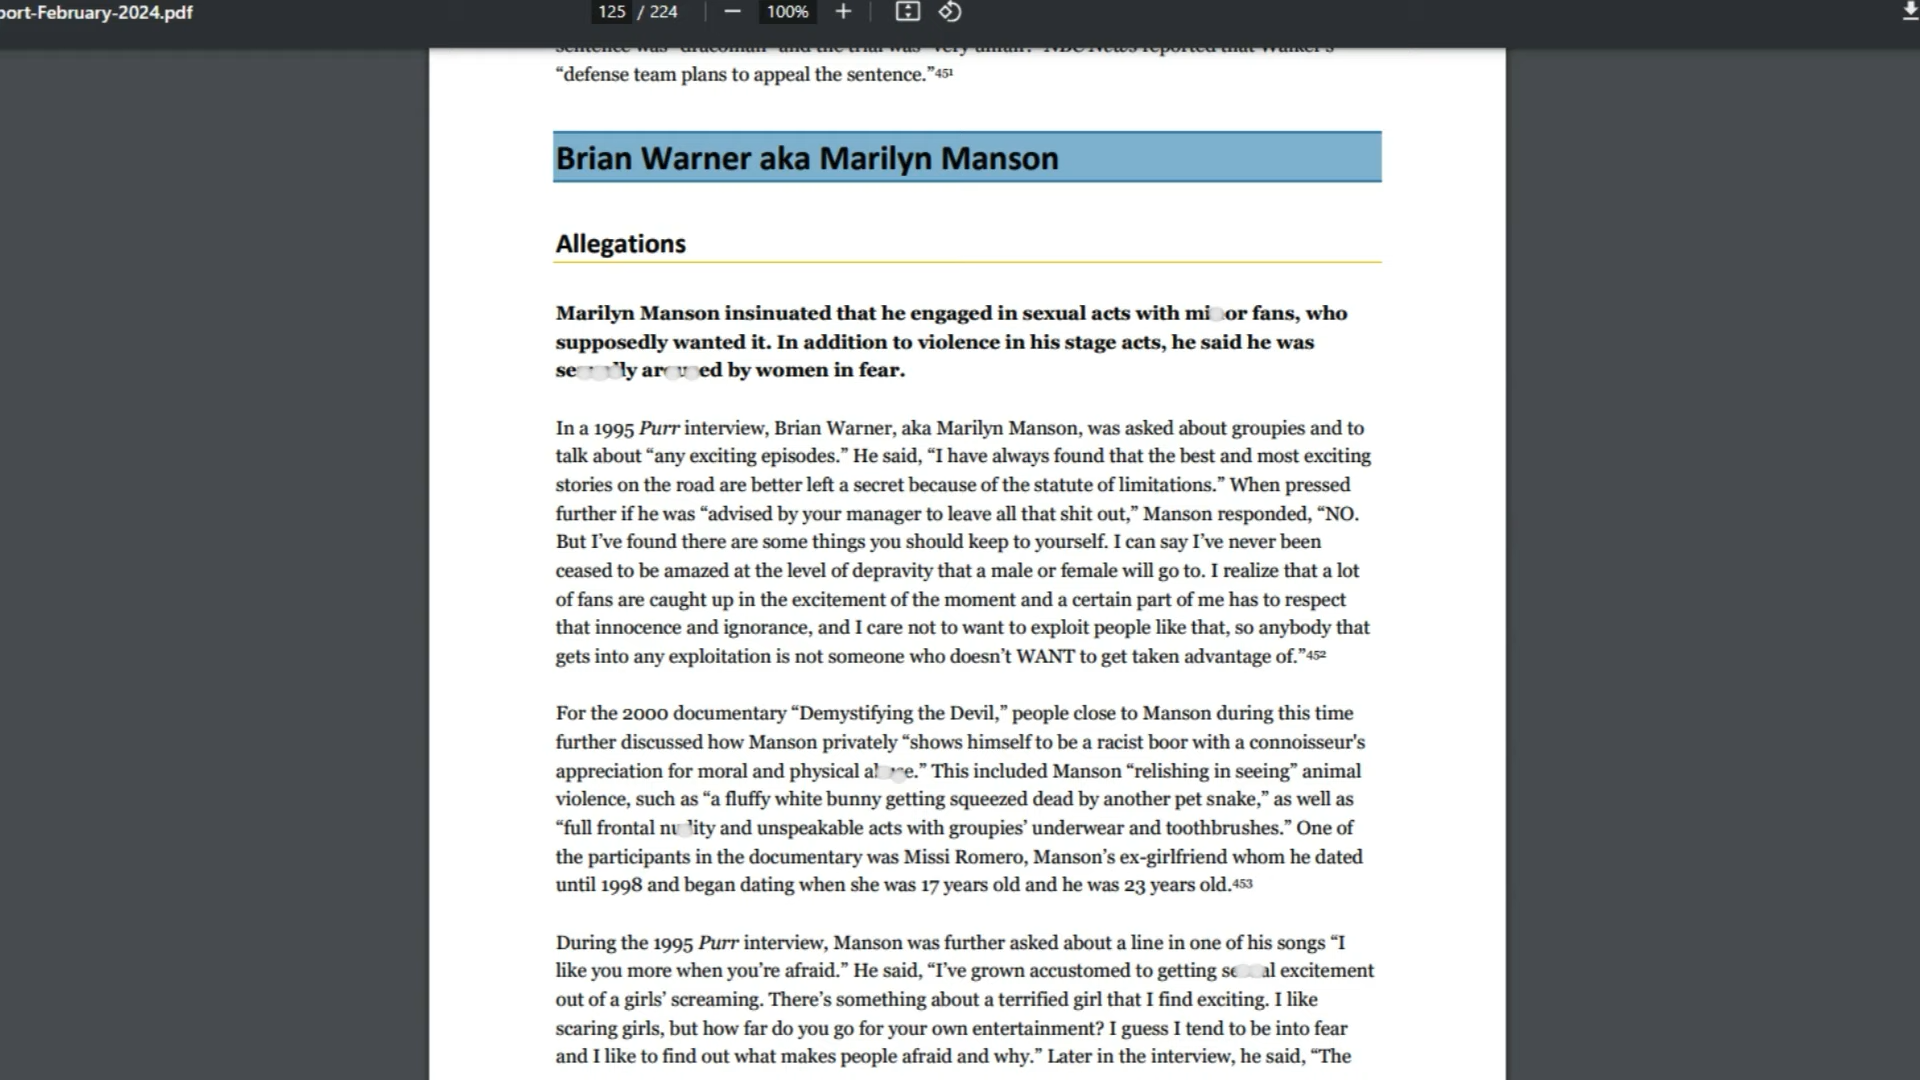 port-February-2024.pdf
125 / 224
100%
“defense team plans to appeal the sentence.”451
Brian Warner aka Marilyn Manson
Allegations
Marilyn Manson insinuated that he engaged in sexual acts with mi or fans, who
supposedly wanted it. In addition to violence in his stage acts, he said he was
se ly ar ed by women in fear.
In a 1995 Purr interview, Brian Warner, aka Marilyn Manson, was asked about groupies and to
talk about “any exciting episodes.” He said, “I have always found that the best and most exciting
stories on the road are better left a secret because of the statute of limitations.” When pressed
further if he was “advised by your manager to leave all that shit out,” Manson responded, “NO.
But I’ve found there are some things you should keep to yourself. I can say I’ve never been
ceased to be amazed at the level of depravity that a male or female will go to. I realize that a lot
of fans are caught up in the excitement of the moment and a certain part of me has to respect
that innocence and ignorance, and I care not to want to exploit people like that, so anybody that
gets into any exploitation is not someone who doesn’t WANT to get taken advantage of.”452
For the 2000 documentary “Demystifying the Devil,” people close to Manson during this time
further discussed how Manson privately “shows himself to be a racist boor with a connoisseur's
appreciation for moral and physical a e.” This included Manson “relishing in seeing” animal
violence, such as “a fluffy white bunny getting squeezed dead by another pet snake,” as well as
“full frontal nu ity and unspeakable acts with groupies’ underwear and toothbrushes.” One of
the participants in the documentary was Missi Romero, Manson’s ex-girlfriend whom he dated
until 1998 and began dating when she was 17 years old and he was 23 years old.453
During the 1995 Purr interview, Manson was further asked about a line in one of his songs “I
like you more when you’re afraid.” He said, “I’ve grown accustomed to getting se al excitement
out of a girls’ screaming. There’s something about a terrified girl that I find exciting. I like
scaring girls, but how far do you go for your own entertainment? I guess I tend to be into fear
and I like to find out what makes people afraid and why.” Later in the interview, he said, “The